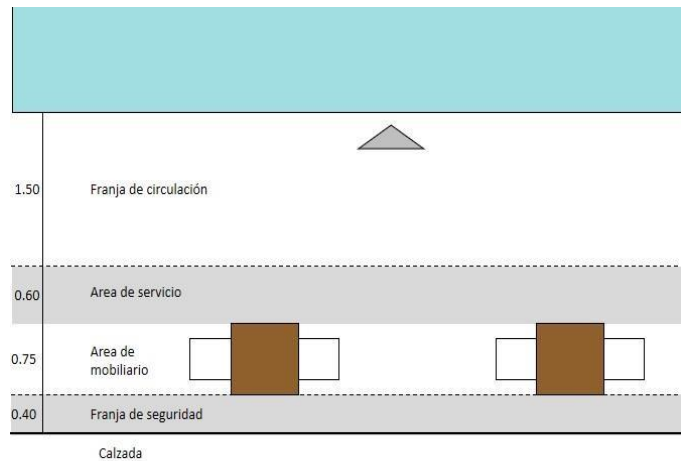 1.50 Franja de circulación
0.60 Area de servicio
0.75 Area de
mobiliario
0.40 Franja de seguridad
Calzada